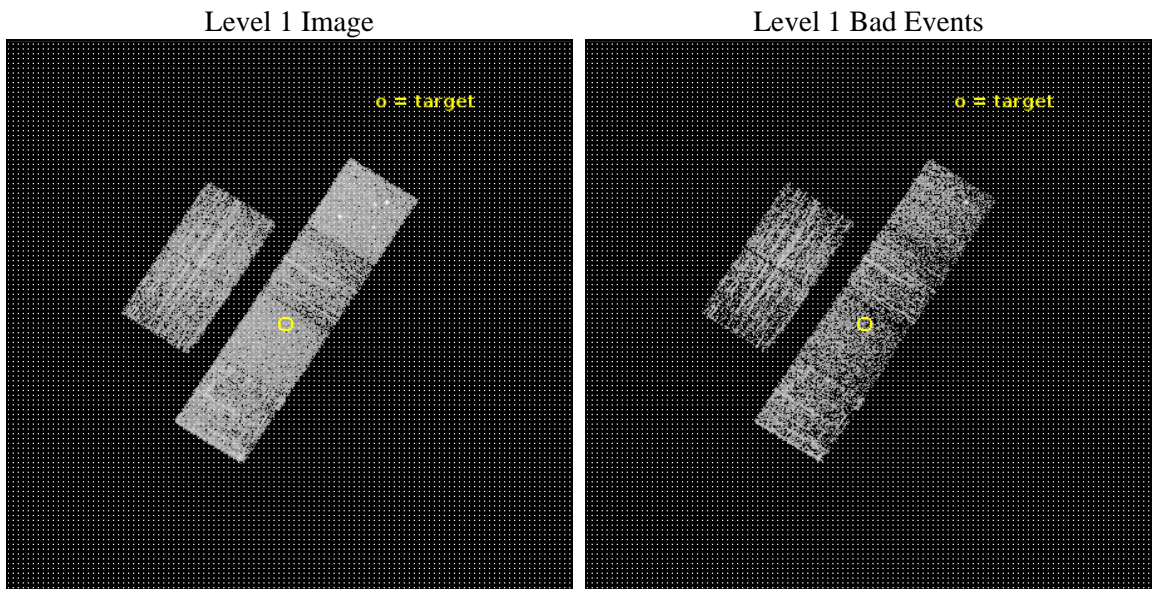 Level 1 Image
Level 1 Bad Events
o = target
o = target